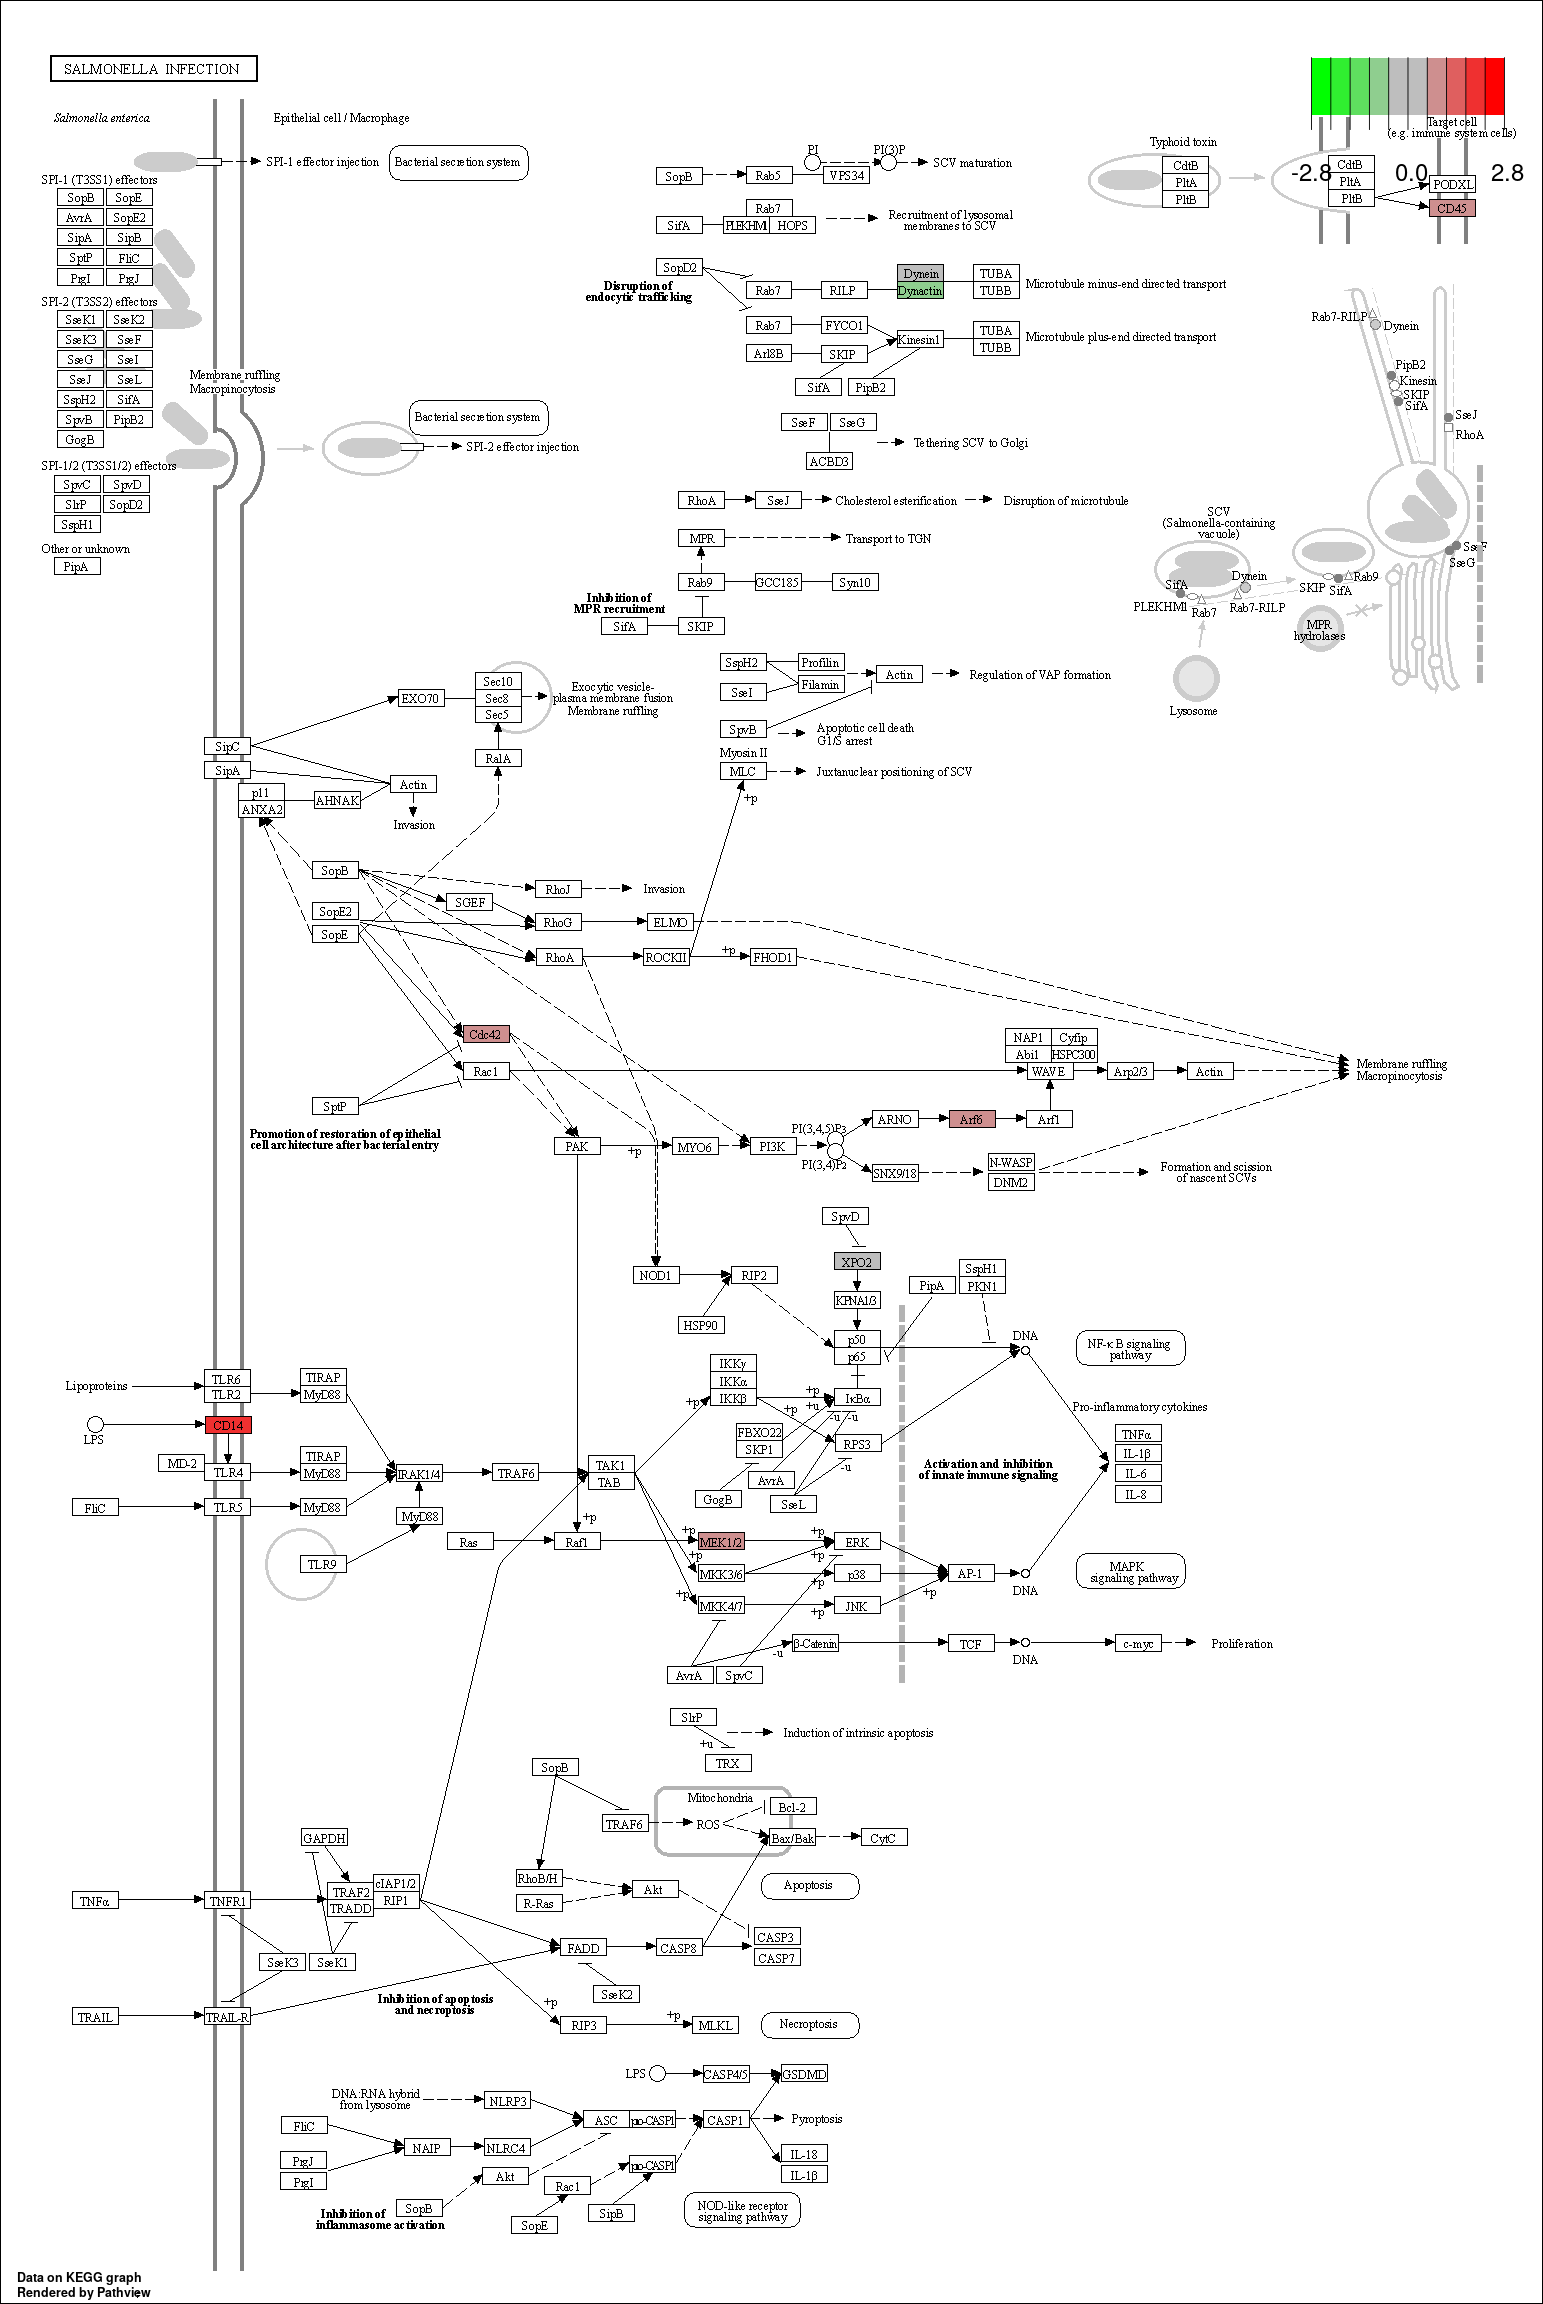 SALMONELLA INFECTION
Salmonella enterica
Epithelial cell / Macrophage
SPI-1 effector injection
Bacterial secretion system
SPI-1 (T3SS1) effectors
SopB SopE
AvrA SopE2
SipA SipB
SptP FliC
PrgI PrgJ
SPI-2 (T3SS2) effectors
SseK1 SseK2
SseK3 SseF
SseG SseI
SseJ SseL
SspH2 SifA
SpvB PipB2
GogB
SPI-1/2 (T3SS1/2) effectors
SpvC SpvD
SlrP SopD2
SspH1
Other or unknown
PipA
Membrane ruffling
Macropinocytosis
Bacterial secretion system
SPI-2 effector injection
PI PI(3)P
SopB Rab5 VPS34 SCV maturation
Rab7
SifA PLEKHM1 HOPS
Recruitment of lysosomal
membranes to SCV
SopD2
Disruption of
endocytic trafficking
Dynein TUBA
Rab7 RILP Dynactin TUBB
Microtubule minus-end directed transport
Rab7 FYCO1 Kinesin1 TUBA
Arl8B SKIP TUBB
Microtubule plus-end directed transport
SifA PipB2
SseF SseG
ACBD3
Tethering SCV to Golgi
RhoA SseJ Cholesterol esterification Disruption of microtubule
MPR Transport to TGN
Rab9 GCC185 Syn10
Inhibition of
MPR recruitment
SifA SKIP
Typhoid toxin
CdtB
PltA
PltB
Target cell
(e.g. immune system cells)
-2.8 0.0 2.8
CdtB
PltA PODXL
PltB CD45
Rab7-RILP
Dynein
PipB2
Kinesin
SKIP
SifA
SseJ
RhoA
SCV
(Salmonella-containing
vacuole)
SseF
SseG
SifA Dynein
PLEKHM1 Rab7 Rab7-RILP
SKIP SifA Rab9
MPR
hydrolases
Lysosome
SspH2 Profilin
SseI Filamin Actin
Regulation of VAP formation
SpvB
Apoptotic cell death
G1/S arrest
Myosin II
MLC Juxtanuclear positioning of SCV
+p
Sec10
EXO70 Sec8
Sec5
Exocytic vesicle-
plasma membrane fusion
Membrane ruffling
SipC RalA
SipA
p11 AHNAK Actin
ANXA2
Invasion
SopB RhoJ Invasion
SGEF
SopE2 RhoG ELMO
SopE RhoA ROCKII +p FHOD1
Cdc42
Rac1
SptP
Promotion of restoration of epithelial
cell architecture after bacterial entry
NAP1 Cyfip
Abi1 HSPC300
WAVE Arp2/3 Actin
Membrane ruffling
Macropinocytosis
ARNO Arf6 Arf1
PI(3,4,5)P3
PAK +p MYO6 PI3K
PI(3,4)P2
SNX9/18 N-WASP
DNM2
Formation and scission
of nascent SCVs
SpvD
XPO2
NOD1 RIP2 KPNA1/3
HSP90
SspH1
PipA PKN1
p50
p65
DNA
NF-κB signaling
pathway
IKKγ
IKKα
IKKβ
+p +p +u +p
IκBα
-u -u
RPS3
FBXO22
SKP1
-u
AvrA
GogB SseL
Activation and inhibition
of innate immune signaling
Pro-inflammatory cytokines
TNFα
IL-1β
IL-6
IL-8
Lipoproteins TLR6 TIRAP
TLR2 MyD88
LPS CD14
MD-2 TLR4 TIRAP
MyD88 IRAK1/4 TRAF6 TAK1
TAB
FliC TLR5 MyD88
MyD88
TLR9
+p
Ras Raf1 +p MEK1/2 +p ERK
+p +p
MKK3/6 p38 AP-1 DNA
+p +p
MKK4/7 +p JNK +p
MAPK
signaling pathway
β-Catenin TCF DNA c-myc Proliferation
-u
AvrA SpvC
SlrP
+u
TRX
Induction of intrinsic apoptosis
SopB
Mitochondria
Bcl-2
TRAF6 ROS
Bax/Bak CytC
GAPDH
RhoB/H Akt Apoptosis
R-Ras
TNFα TNFR1 TRAF2 cIAP1/2
TRADD RIP1
CASP3
FADD CASP8 CASP7
SseK3 SseK1
SseK2
Inhibition of apoptosis
and necroptosis
TRAIL TRAIL-R
+p RIP3 +p MLKL Necroptosis
LPS CASP4/5 GSDMD
DNA:RNA hybrid
from lysosome
NLRP3
FliC ASC pro-CASP1 CASP1 Pyroptosis
NAIP NLRC4
PrgJ
PrgI
IL-18
IL-1β
Akt pro-CASP1
Rac1
SopB SipB
SopE
Inhibition of
inflammasome activation
NOD-like receptor
signaling pathway
Data on KEGG graph
Rendered by Pathview